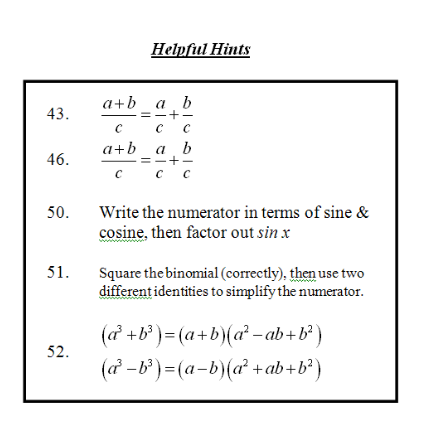 Helpful Hints
43. (a+b)/c = a/c + b/c
46. (a+b)/c = a/c + b/c
50. Write the numerator in terms of sine &
cosine, then factor out sin x
51. Square the binomial (correctly), then use two
different identities to simplify the numerator.
(a³ + b³) = (a + b)(a² – ab + b²)
52.
(a³ – b³) = (a – b)(a² + ab + b²)